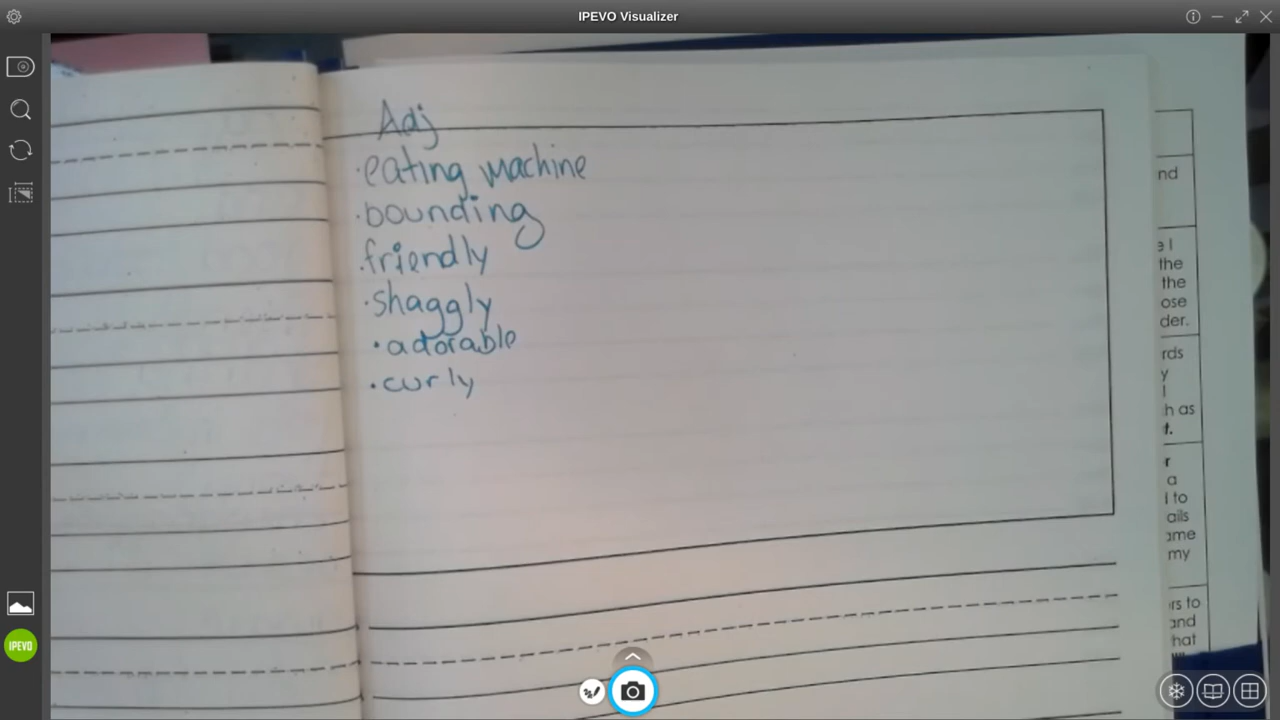 IPEVO Visualizer
Adj
·eating machine
·bounding
·friendly
·shaggly
·adorable
·curly
nd
e I
the
the
ose
der.
rds
y
l
h as
f.
r
a
l to
ails
ame
my
rs to
and
hat
IPEVO